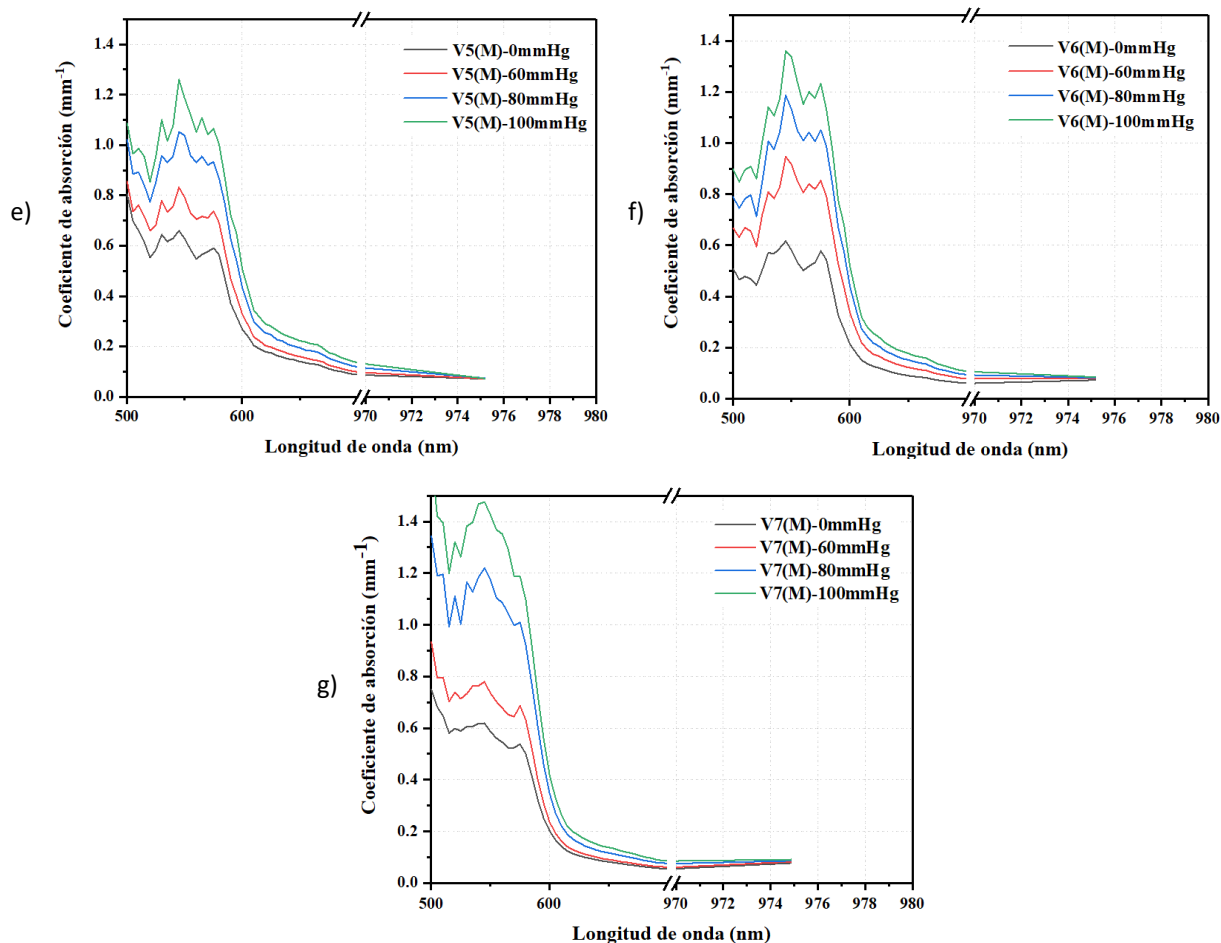 e)
1.4
1.2
1.0
0.8
0.6
0.4
0.2
0.0
Coeficiente de absorción (mm⁻¹)
V5(M)-0mmHg
V5(M)-60mmHg
V5(M)-80mmHg
V5(M)-100mmHg
500 600 970 972 974 976 978 980
Longitud de onda (nm)
f)
1.4
1.2
1.0
0.8
0.6
0.4
0.2
0.0
Coeficiente de absorción (mm⁻¹)
V6(M)-0mmHg
V6(M)-60mmHg
V6(M)-80mmHg
V6(M)-100mmHg
500 600 970 972 974 976 978 980
Longitud de onda (nm)
g)
1.4
1.2
1.0
0.8
0.6
0.4
0.2
0.0
Coeficiente de absorción (mm⁻¹)
V7(M)-0mmHg
V7(M)-60mmHg
V7(M)-80mmHg
V7(M)-100mmHg
500 600 970 972 974 976 978 980
Longitud de onda (nm)